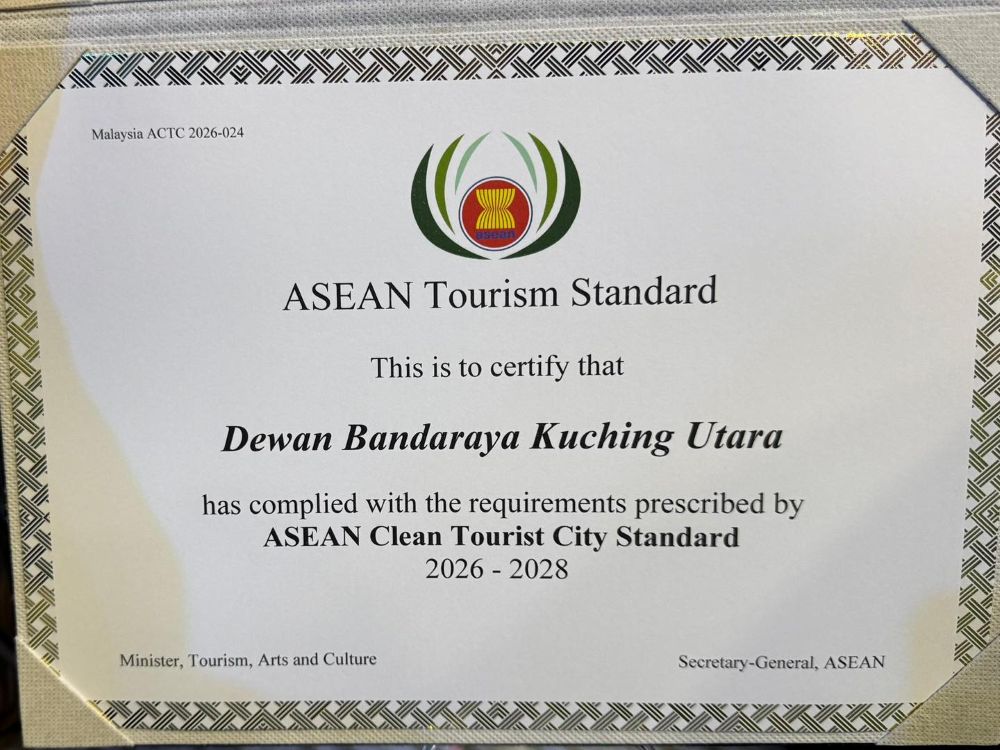 Malaysia ACTC 2026-024
asean
ASEAN Tourism Standard
This is to certify that
Dewan Bandaraya Kuching Utara
has complied with the requirements prescribed by
ASEAN Clean Tourist City Standard
2026 - 2028
Minister, Tourism, Arts and Culture
Secretary-General, ASEAN